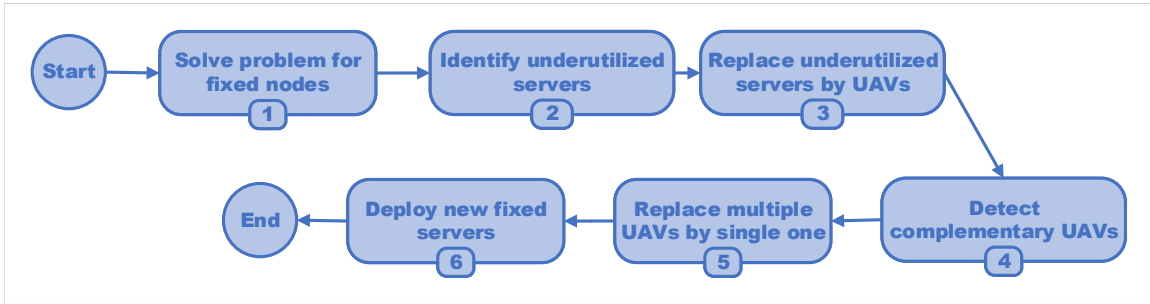 Start
Solve problem for
fixed nodes
1
Identify underutilized
servers
2
Replace underutilized
servers by UAVs
3
Detect
complementary UAVs
4
Replace multiple
UAVs by single one
5
Deploy new fixed
servers
6
End